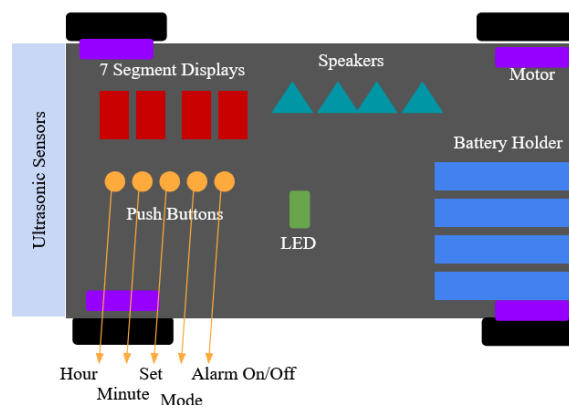 Ultrasonic Sensors
7 Segment Displays
Speakers
Motor
Battery Holder
Push Buttons
LED
Hour
Minute
Set
Mode
Alarm On/Off